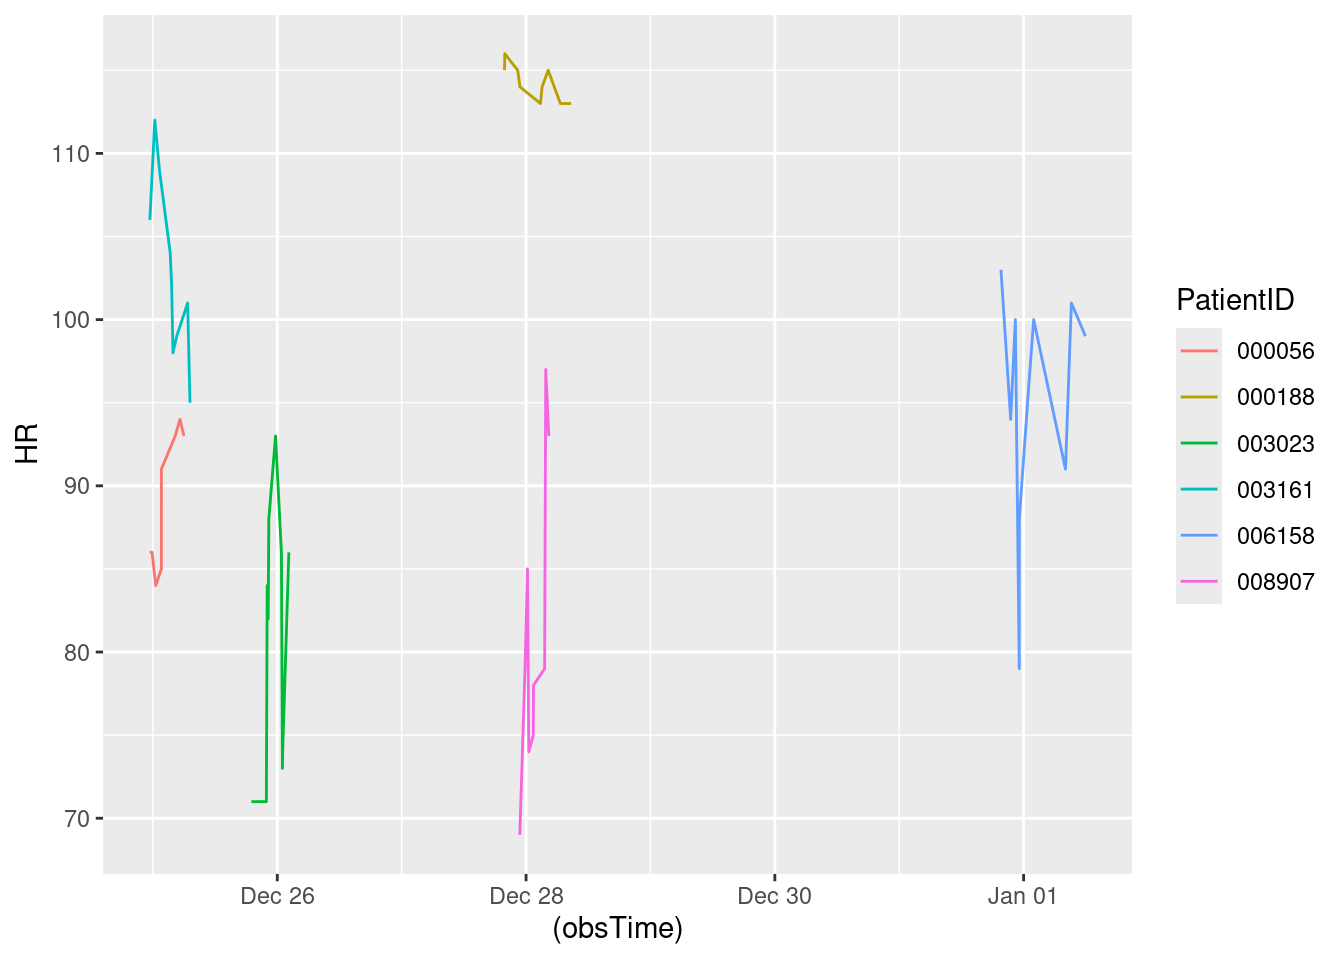 110
100
90
80
70
HR
Dec 26
Dec 28
Dec 30
Jan 01
(obsTime)
PatientID
000056
000188
003023
003161
006158
008907